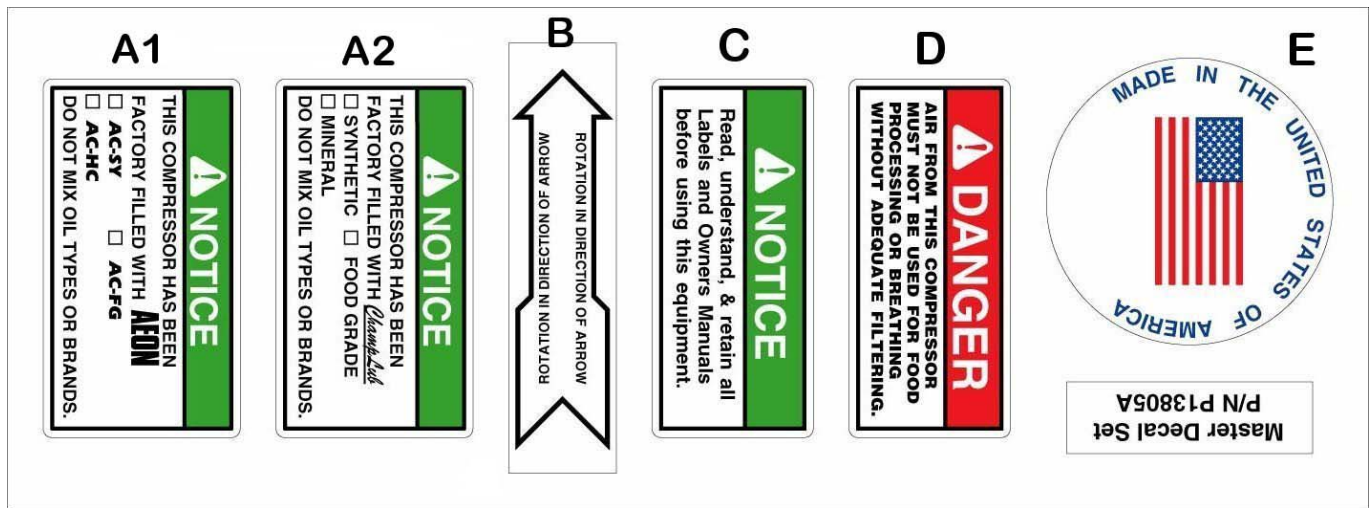 A1
NOTICE
THIS COMPRESSOR HAS BEEN
FACTORY FILLED WITH AEON
AC-SY AC-FG
AC-HC
DO NOT MIX OIL TYPES OR BRANDS.
A2
NOTICE
THIS COMPRESSOR HAS BEEN
FACTORY FILLED WITH ChampLub
SYNTHETIC FOOD GRADE
MINERAL
DO NOT MIX OIL TYPES OR BRANDS.
B
ROTATION IN DIRECTION OF ARROW
ROTATION IN DIRECTION OF ARROW
C
NOTICE
Read, understand, & retain all
Labels and Owners Manuals
before using this equipment.
D
DANGER
AIR FROM THIS COMPRESSOR
MUST NOT BE USED FOR FOOD
PROCESSING OR BREATHING
WITHOUT ADEQUATE FILTERING.
E
MADE IN THE UNITED STATES OF AMERICA
Master Decal Set
P/N P13805A